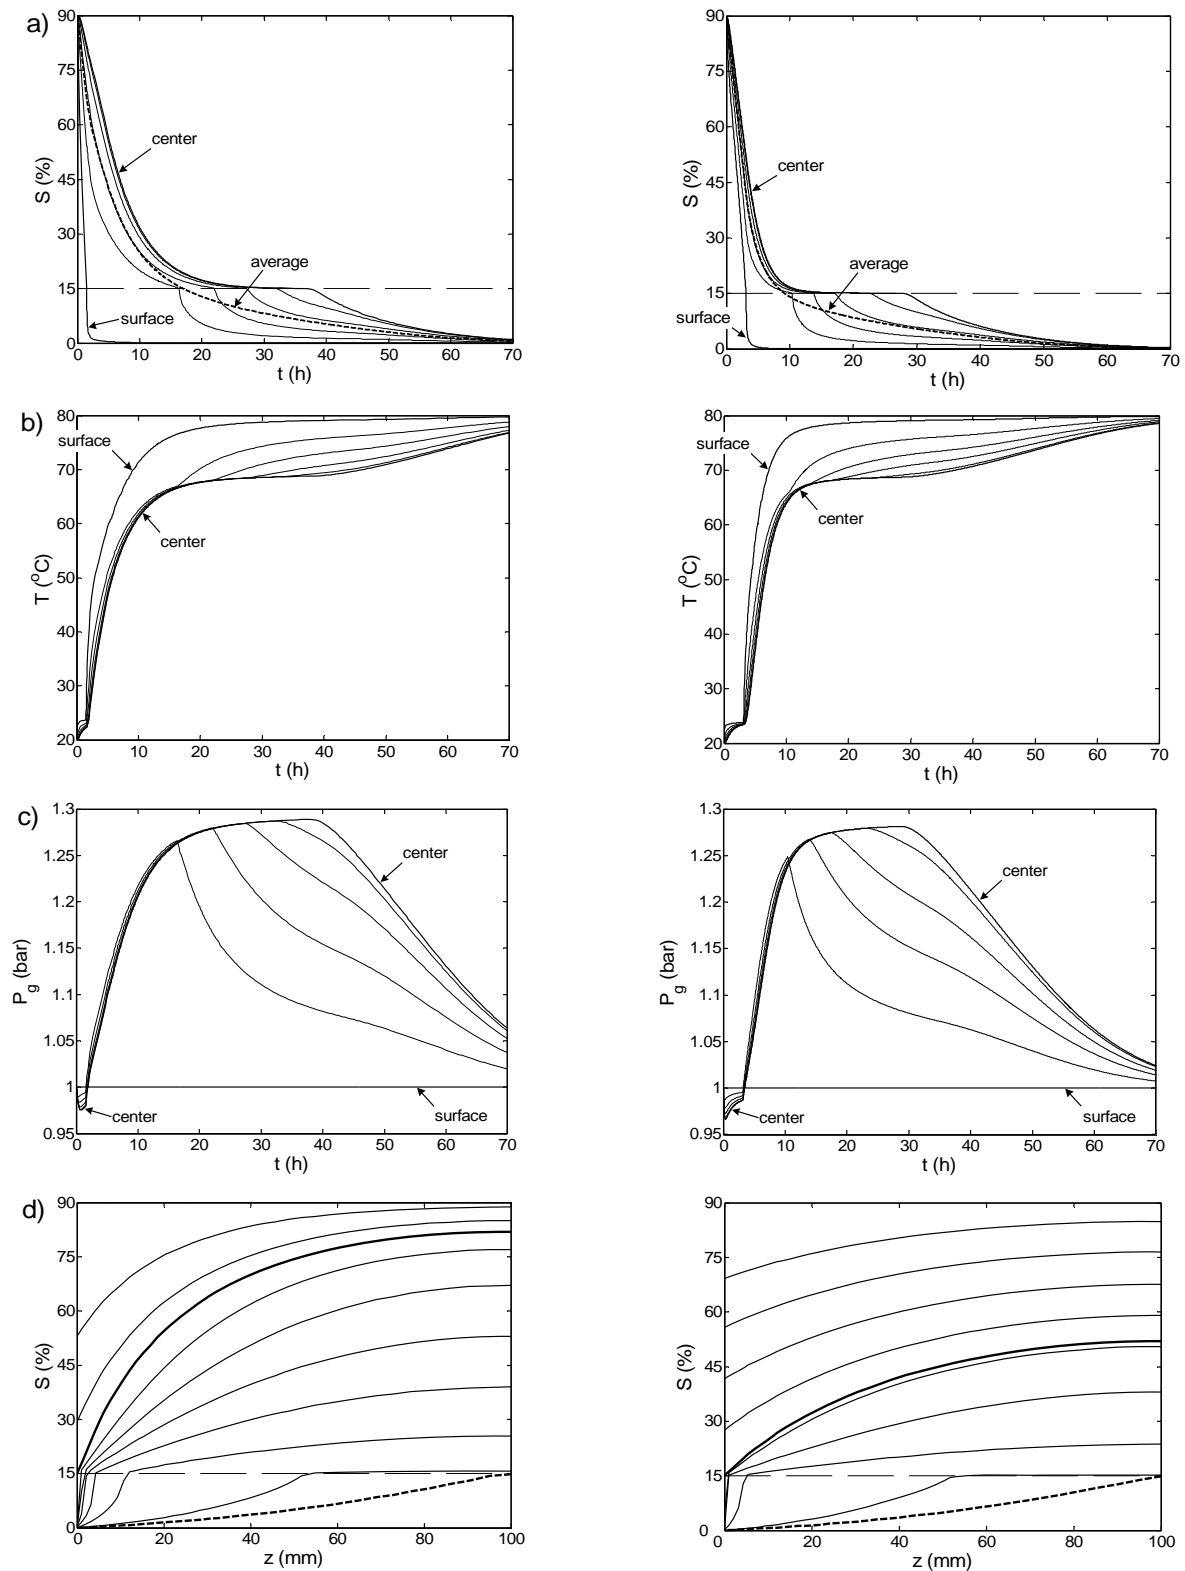 a)
90
75
60
45
30
15
0
S (%)
center
average
surface
0 10 20 30 40 50 60 70
t (h)
90
75
60
45
30
15
0
S (%)
center
average
surface
0 10 20 30 40 50 60 70
t (h)
b)
80
70
60
50
40
30
20
T (°C)
surface
center
0 10 20 30 40 50 60 70
t (h)
80
70
60
50
40
30
20
T (°C)
surface
center
0 10 20 30 40 50 60 70
t (h)
c)
1.3
1.25
1.2
1.15
1.1
1.05
1
0.95
Pg (bar)
center
center
surface
0 10 20 30 40 50 60 70
t (h)
1.3
1.25
1.2
1.15
1.1
1.05
1
0.95
Pg (bar)
center
center
surface
0 10 20 30 40 50 60 70
t (h)
d)
90
75
60
45
30
15
0
S (%)
0 20 40 60 80 100
z (mm)
90
75
60
45
30
15
0
S (%)
0 20 40 60 80 100
z (mm)